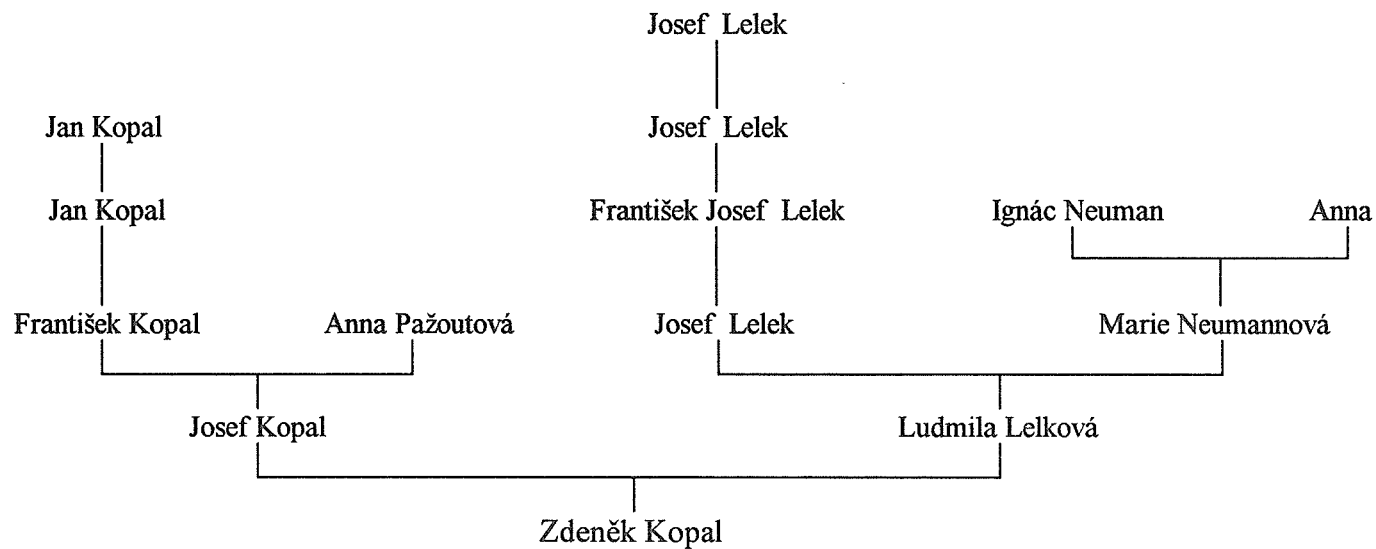 Josef Lelek
Jan Kopal Josef Lelek
Jan Kopal František Josef Lelek Ignác Neuman Anna
František Kopal Anna Pažoutová Josef Lelek Marie Neumannová
Josef Kopal Ludmila Lelková
Zdeněk Kopal